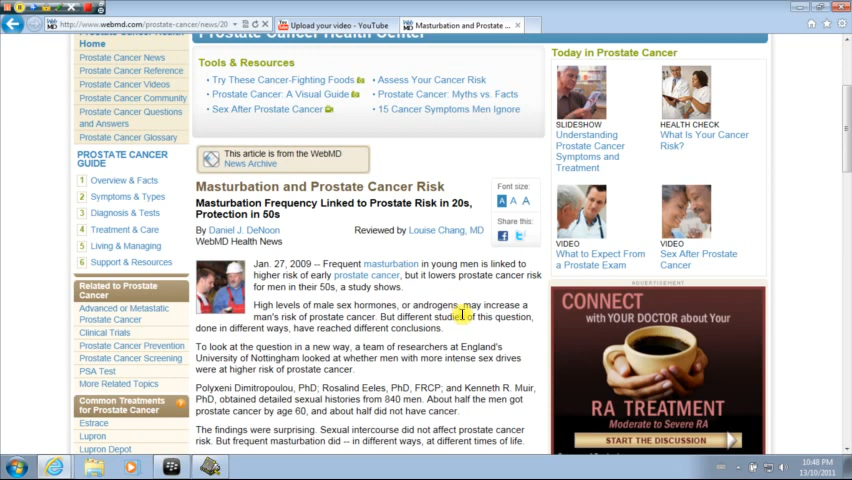 http://www.webmd.com/prostate-cancer/news/20
Upload your video - YouTube
Masturbation and Prostate ...
Prostate Cancer Health Center
Home
Prostate Cancer News
Prostate Cancer Reference
Prostate Cancer Videos
Prostate Cancer Community
Prostate Cancer Questions
and Answers
Prostate Cancer Glossary
PROSTATE CANCER
GUIDE
1 Overview & Facts
2 Symptoms & Types
3 Diagnosis & Tests
4 Treatment & Care
5 Living & Managing
6 Support & Resources
Related to Prostate
Cancer
Advanced or Metastatic
Prostate Cancer
Clinical Trials
Prostate Cancer Prevention
Prostate Cancer Screening
PSA Test
More Related Topics
Common Treatments
for Prostate Cancer
Estrace
Lupron
Lupron Depot
Tools & Resources
• Try These Cancer-Fighting Foods
• Assess Your Cancer Risk
• Prostate Cancer: A Visual Guide
• Prostate Cancer: Myths vs. Facts
• Sex After Prostate Cancer
• 15 Cancer Symptoms Men Ignore
This article is from the WebMD
News Archive
Masturbation and Prostate Cancer Risk
Masturbation Frequency Linked to Prostate Risk in 20s,
Protection in 50s
By Daniel J. DeNoon
Reviewed by Louise Chang, MD
WebMD Health News
Font size:
A A A
Share this:
Jan. 27, 2009 -- Frequent masturbation in young men is linked to
higher risk of early prostate cancer, but it lowers prostate cancer risk
for men in their 50s, a study shows.
High levels of male sex hormones, or androgens, may increase a
man's risk of prostate cancer. But different studies of this question,
done in different ways, have reached different conclusions.
To look at the question in a new way, a team of researchers at England's
University of Nottingham looked at whether men with more intense sex drives
were at higher risk of prostate cancer.
Polyxeni Dimitropoulou, PhD; Rosalind Eeles, PhD, FRCP; and Kenneth R. Muir,
PhD, obtained detailed sexual histories from 840 men. About half the men got
prostate cancer by age 60, and about half did not have cancer.
The findings were surprising. Sexual intercourse did not affect prostate cancer
risk. But frequent masturbation did -- in different ways, at different times of life.
Today in Prostate Cancer
SLIDESHOW
Understanding
Prostate Cancer
Symptoms and
Treatment
HEALTH CHECK
What Is Your Cancer
Risk?
VIDEO
What to Expect From
a Prostate Exam
VIDEO
Sex After Prostate
Cancer
ADVERTISEMENT
CONNECT
with YOUR DOCTOR about Your
RA TREATMENT
Moderate to Severe RA
START THE DISCUSSION
10:48 PM
13/10/2011